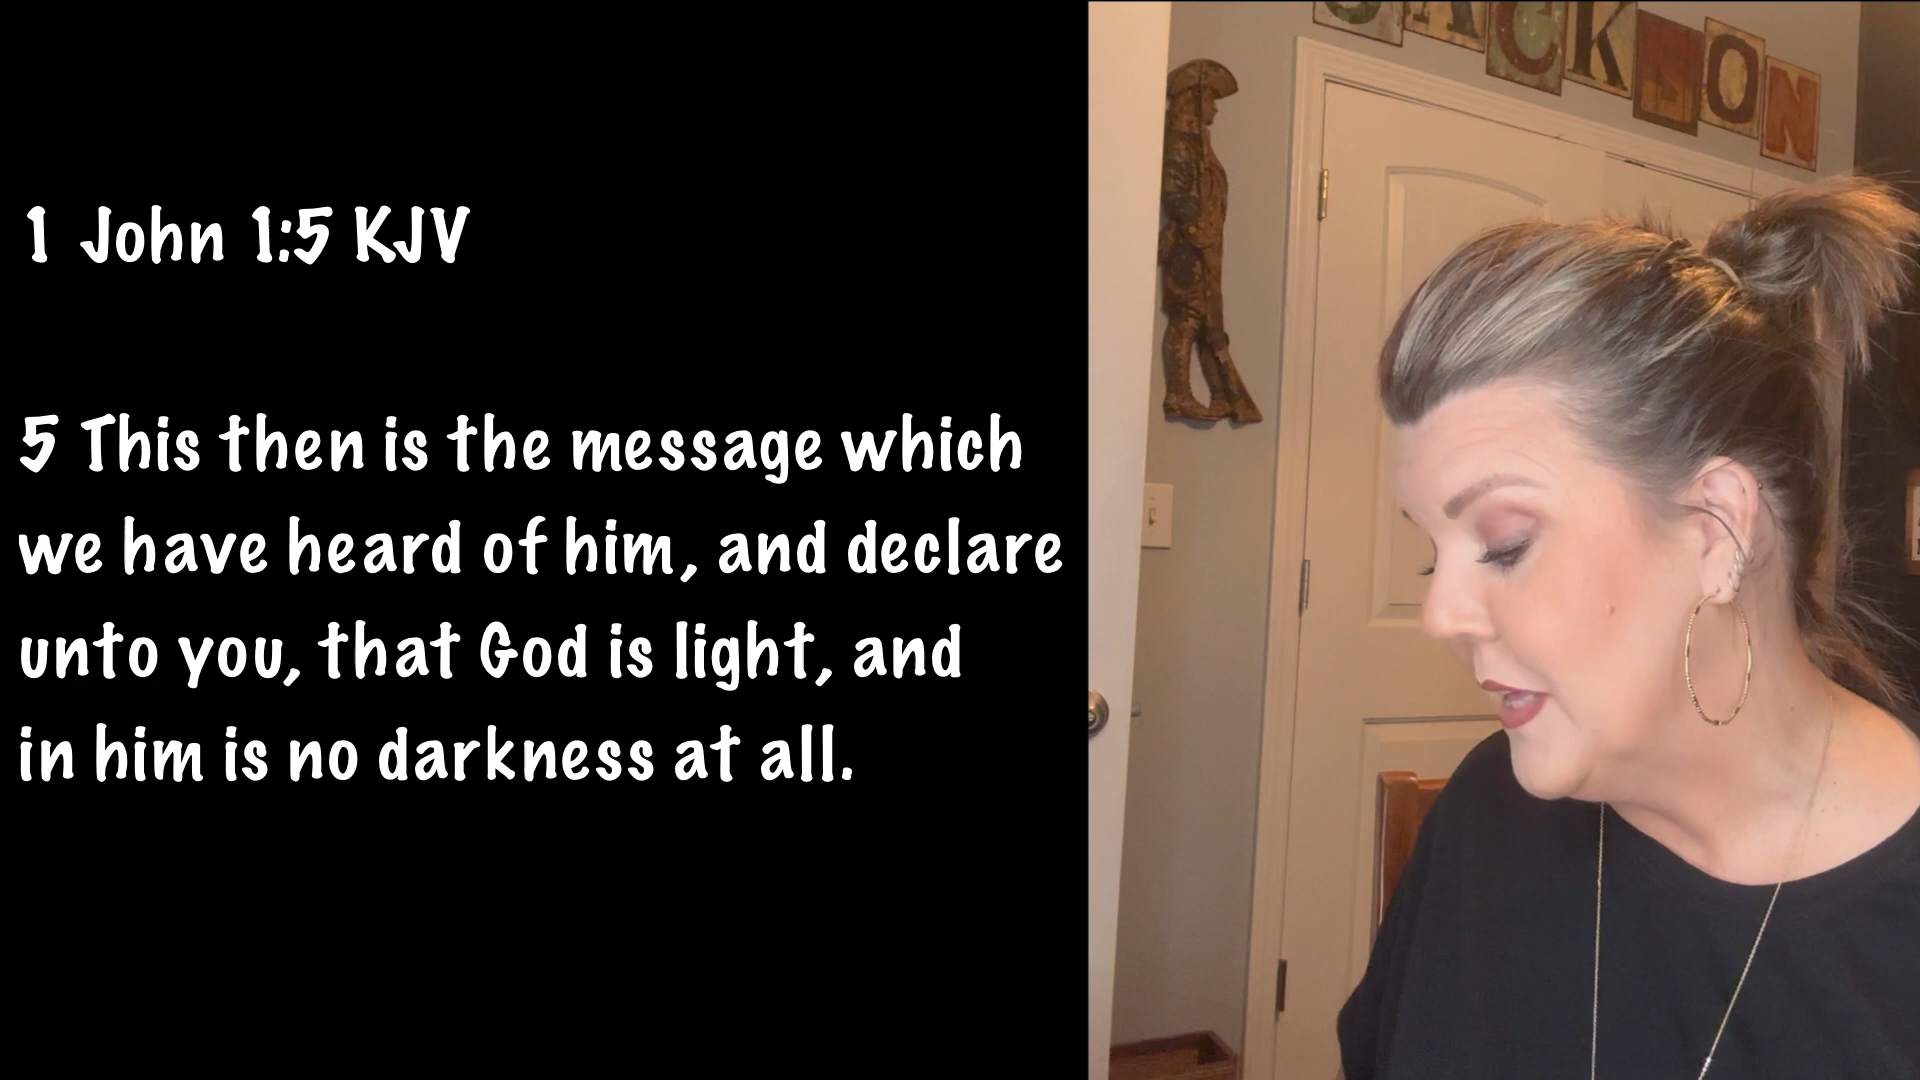 1 John 1:5 KJV
5 This then is the message which
we have heard of him, and declare
unto you, that God is light, and
in him is no darkness at all.
ACKSON